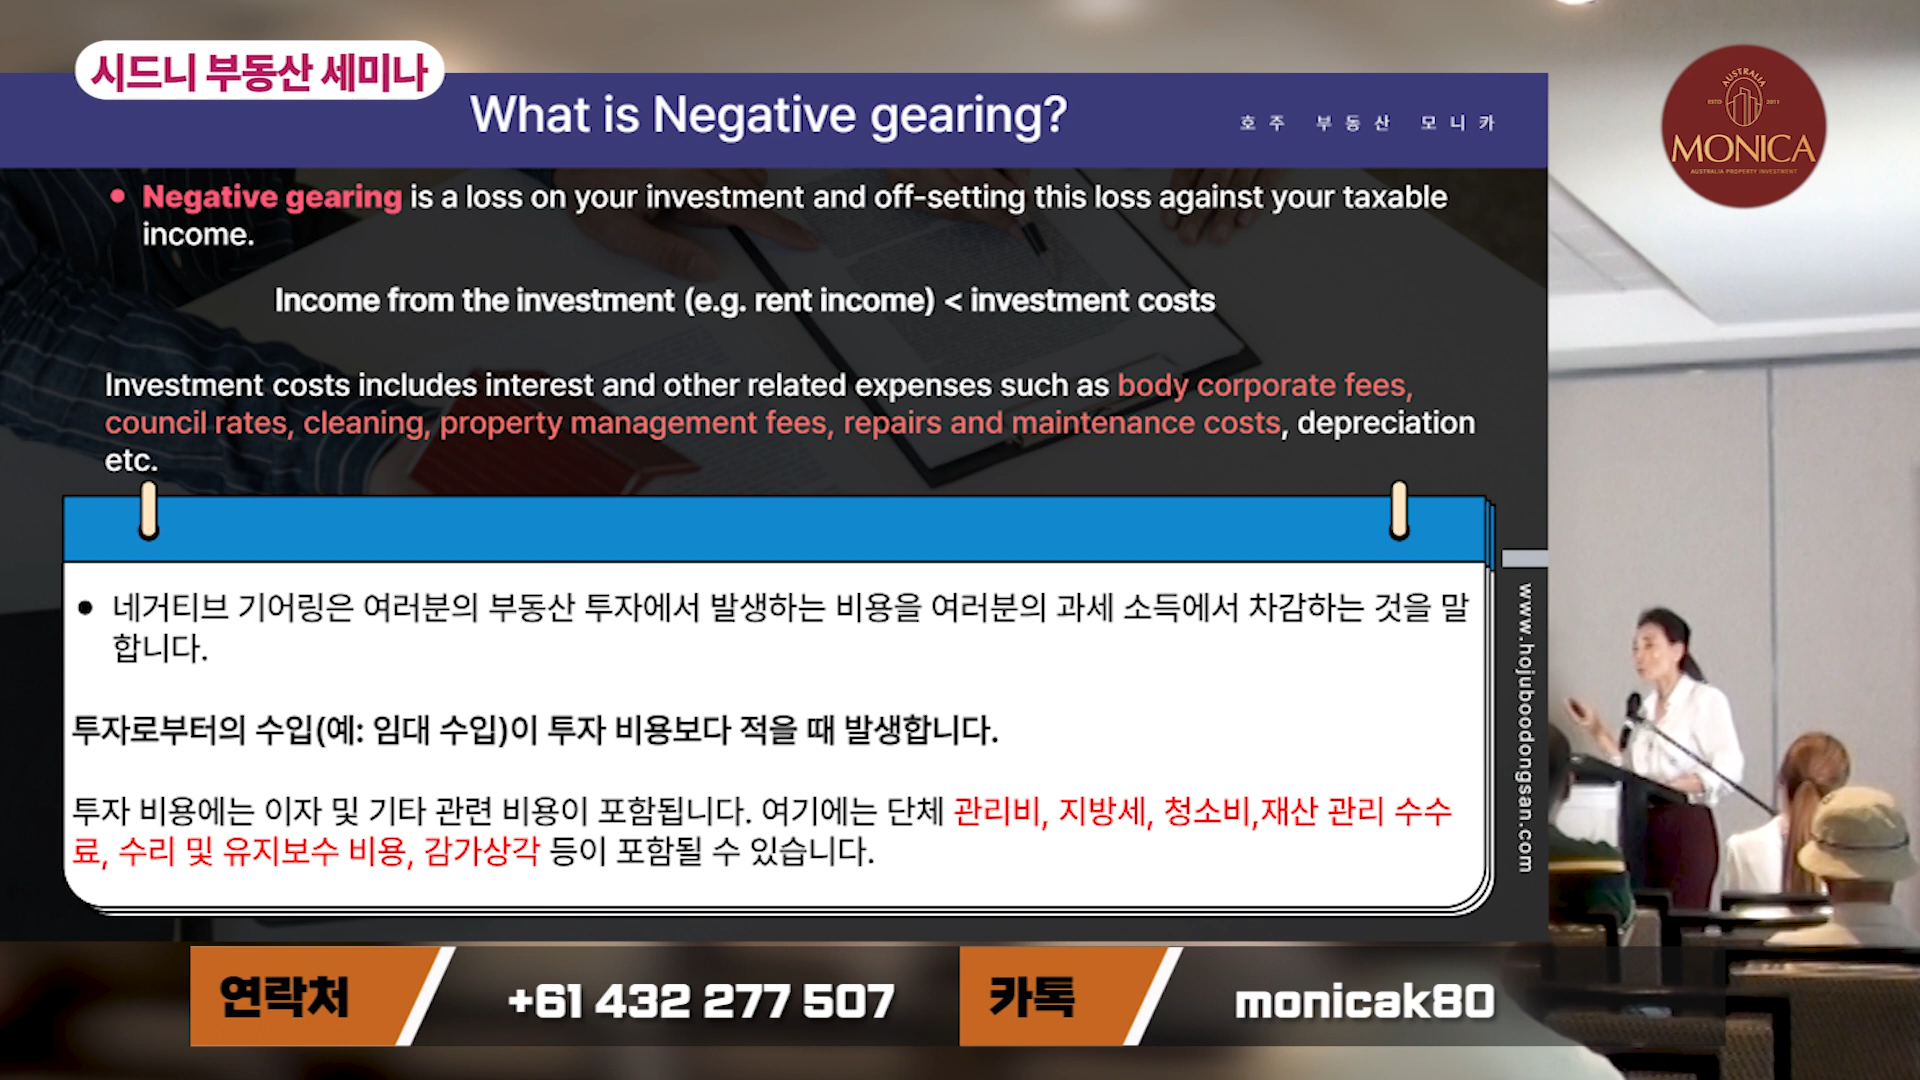 시드니 부동산 세미나
What is Negative gearing?
호주 부동산 모니카
AUSTRALIA
ESTD 2011
MONICA
AUSTRALIA PROPERTY INVESTMENT
• Negative gearing is a loss on your investment and off-setting this loss against your taxable
income.
Income from the investment (e.g. rent income) < investment costs
Investment costs includes interest and other related expenses such as body corporate fees,
council rates, cleaning, property management fees, repairs and maintenance costs, depreciation
etc.
● 네거티브 기어링은 여러분의 부동산 투자에서 발생하는 비용을 여러분의 과세 소득에서 차감하는 것을 말
합니다.
투자로부터의 수입(예: 임대 수입)이 투자 비용보다 적을 때 발생합니다.
투자 비용에는 이자 및 기타 관련 비용이 포함됩니다. 여기에는 단체 관리비, 지방세, 청소비,재산 관리 수수
료, 수리 및 유지보수 비용, 감가상각 등이 포함될 수 있습니다.
www.hojuboodongsan.com
연락처
+61 432 277 507
카톡
monicak80